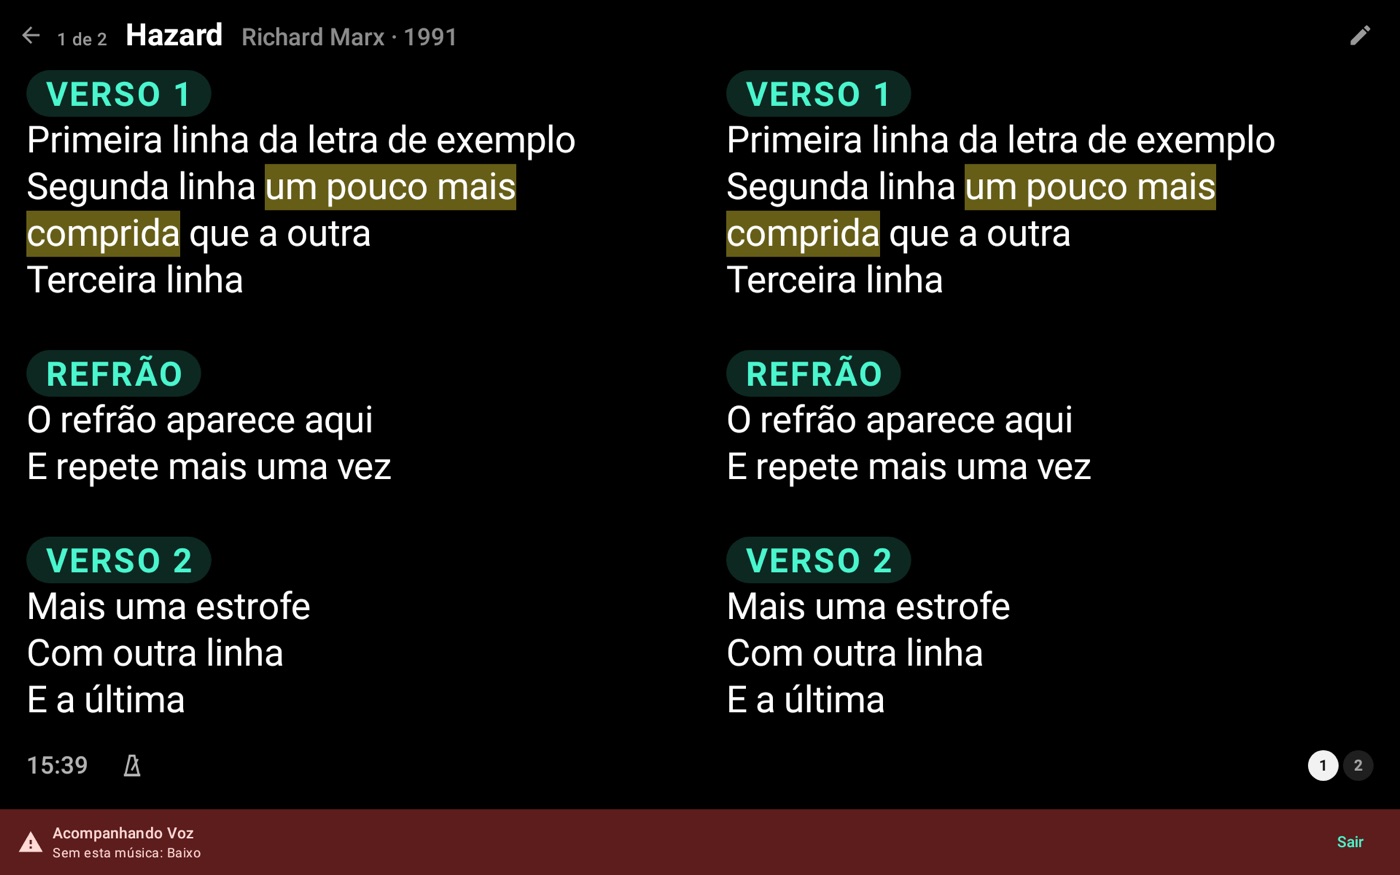 1 de 2 Hazard Richard Marx · 1991
VERSO 1
Primeira linha da letra de exemplo
Segunda linha um pouco mais
comprida que a outra
Terceira linha
REFRÃO
O refrão aparece aqui
E repete mais uma vez
VERSO 2
Mais uma estrofe
Com outra linha
E a última
VERSO 1
Primeira linha da letra de exemplo
Segunda linha um pouco mais
comprida que a outra
Terceira linha
REFRÃO
O refrão aparece aqui
E repete mais uma vez
VERSO 2
Mais uma estrofe
Com outra linha
E a última
15:39
1 2
Acompanhando Voz
Sem esta música: Baixo
Sair